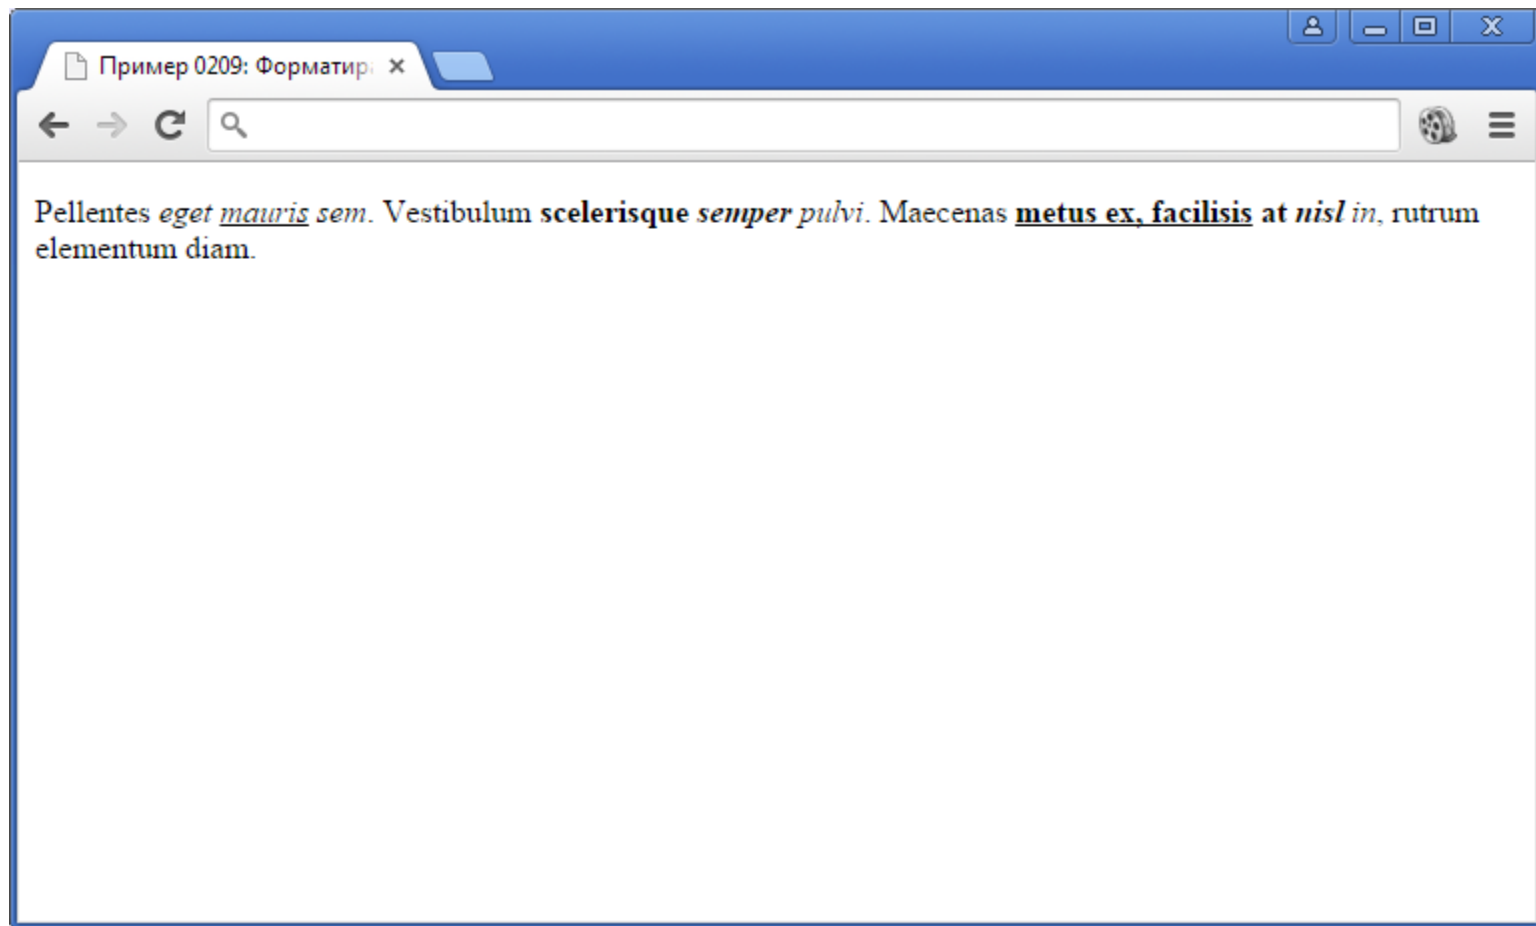 Пример 0209: Форматир
Pellentes eget mauris sem. Vestibulum scelerisque semper pulvi. Maecenas metus ex, facilisis at nisl in, rutrum
elementum diam.